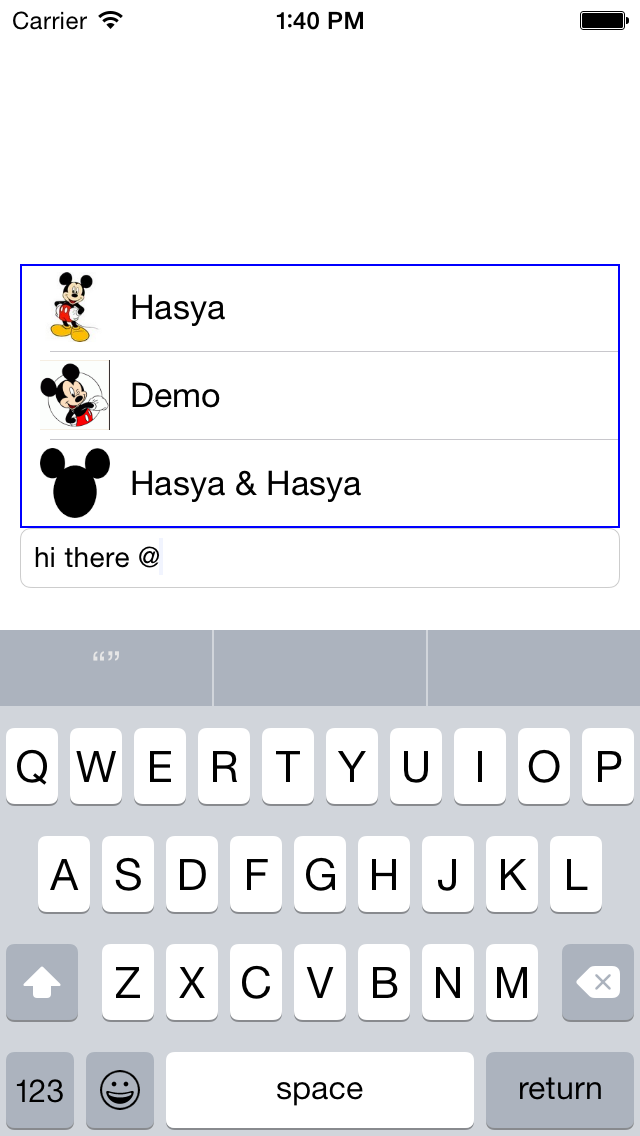 Carrier 1:40 PM
Hasya
Demo
Hasya & Hasya
hi there @
“”
Q W E R T Y U I O P
A S D F G H J K L
Z X C V B N M
123 space return